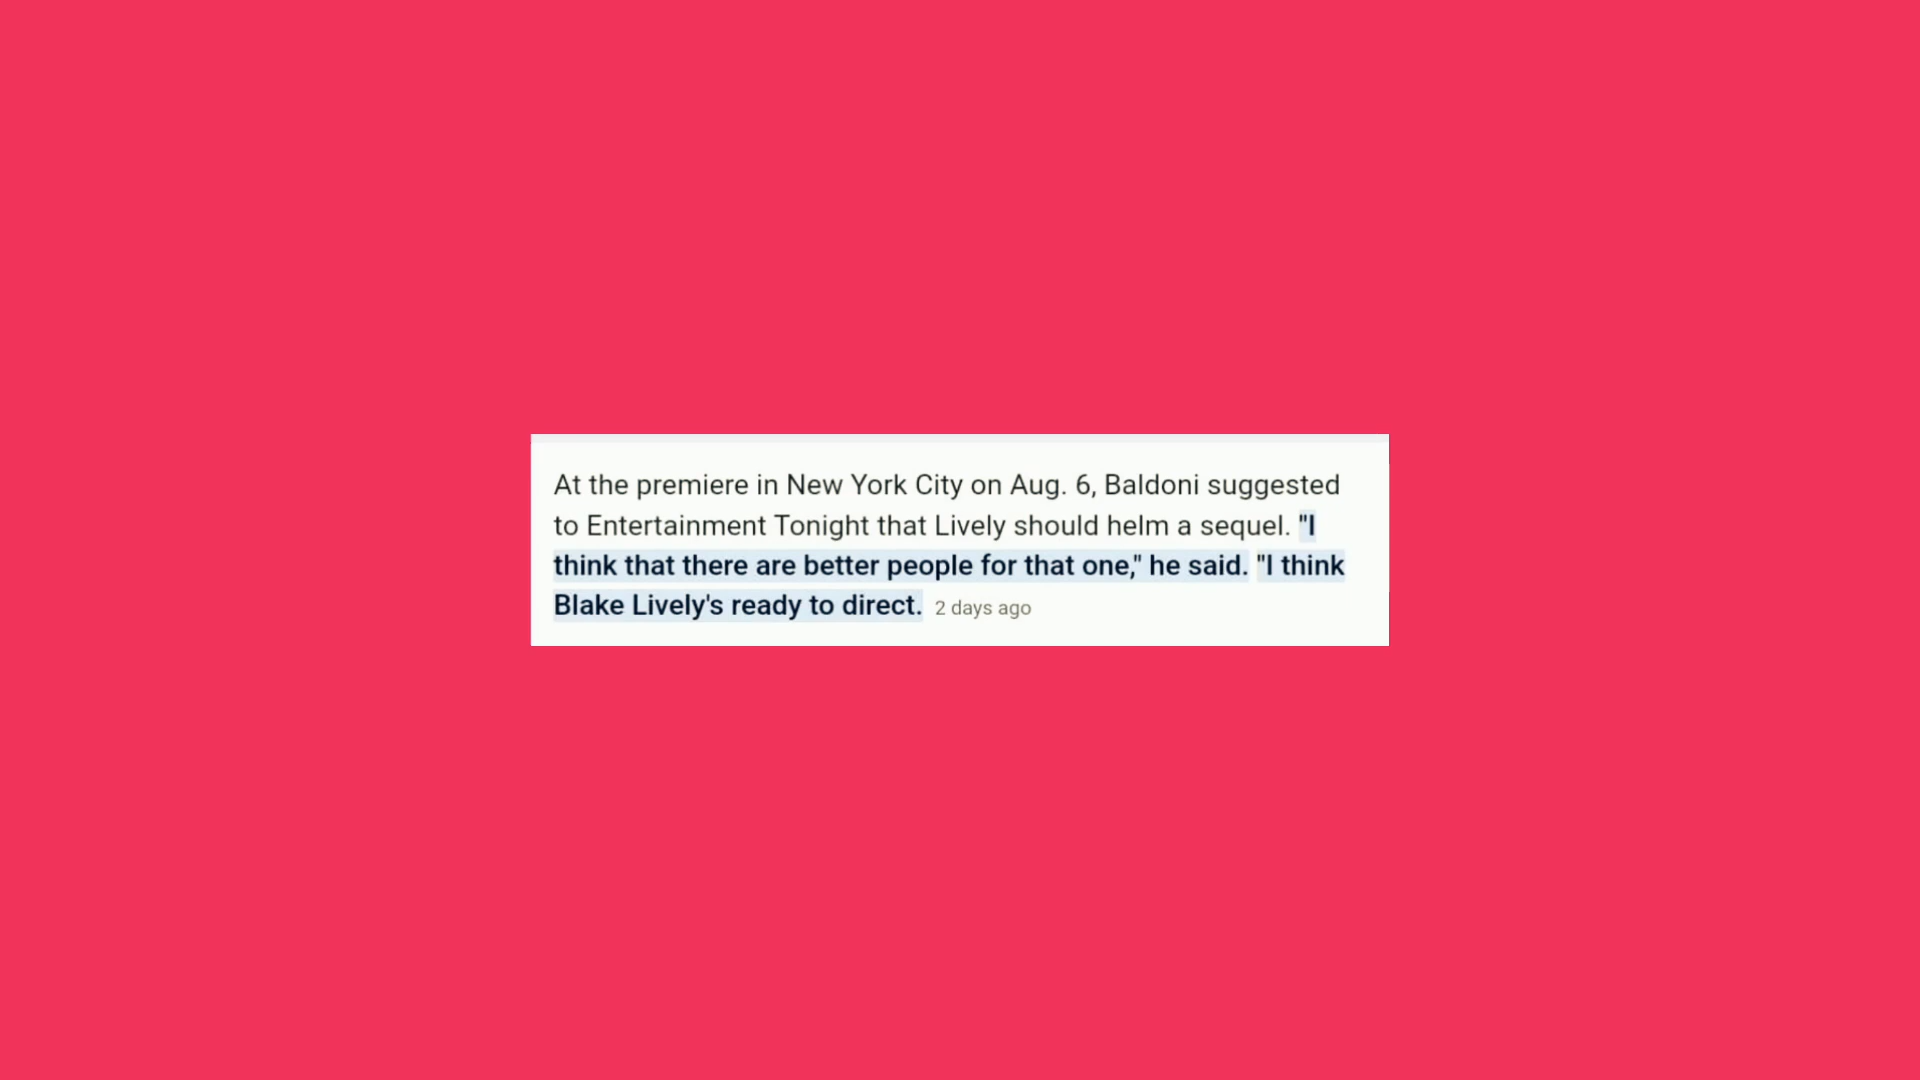 At the premiere in New York City on Aug. 6, Baldoni suggested
to Entertainment Tonight that Lively should helm a sequel. "I
think that there are better people for that one," he said. "I think
Blake Lively's ready to direct. 2 days ago